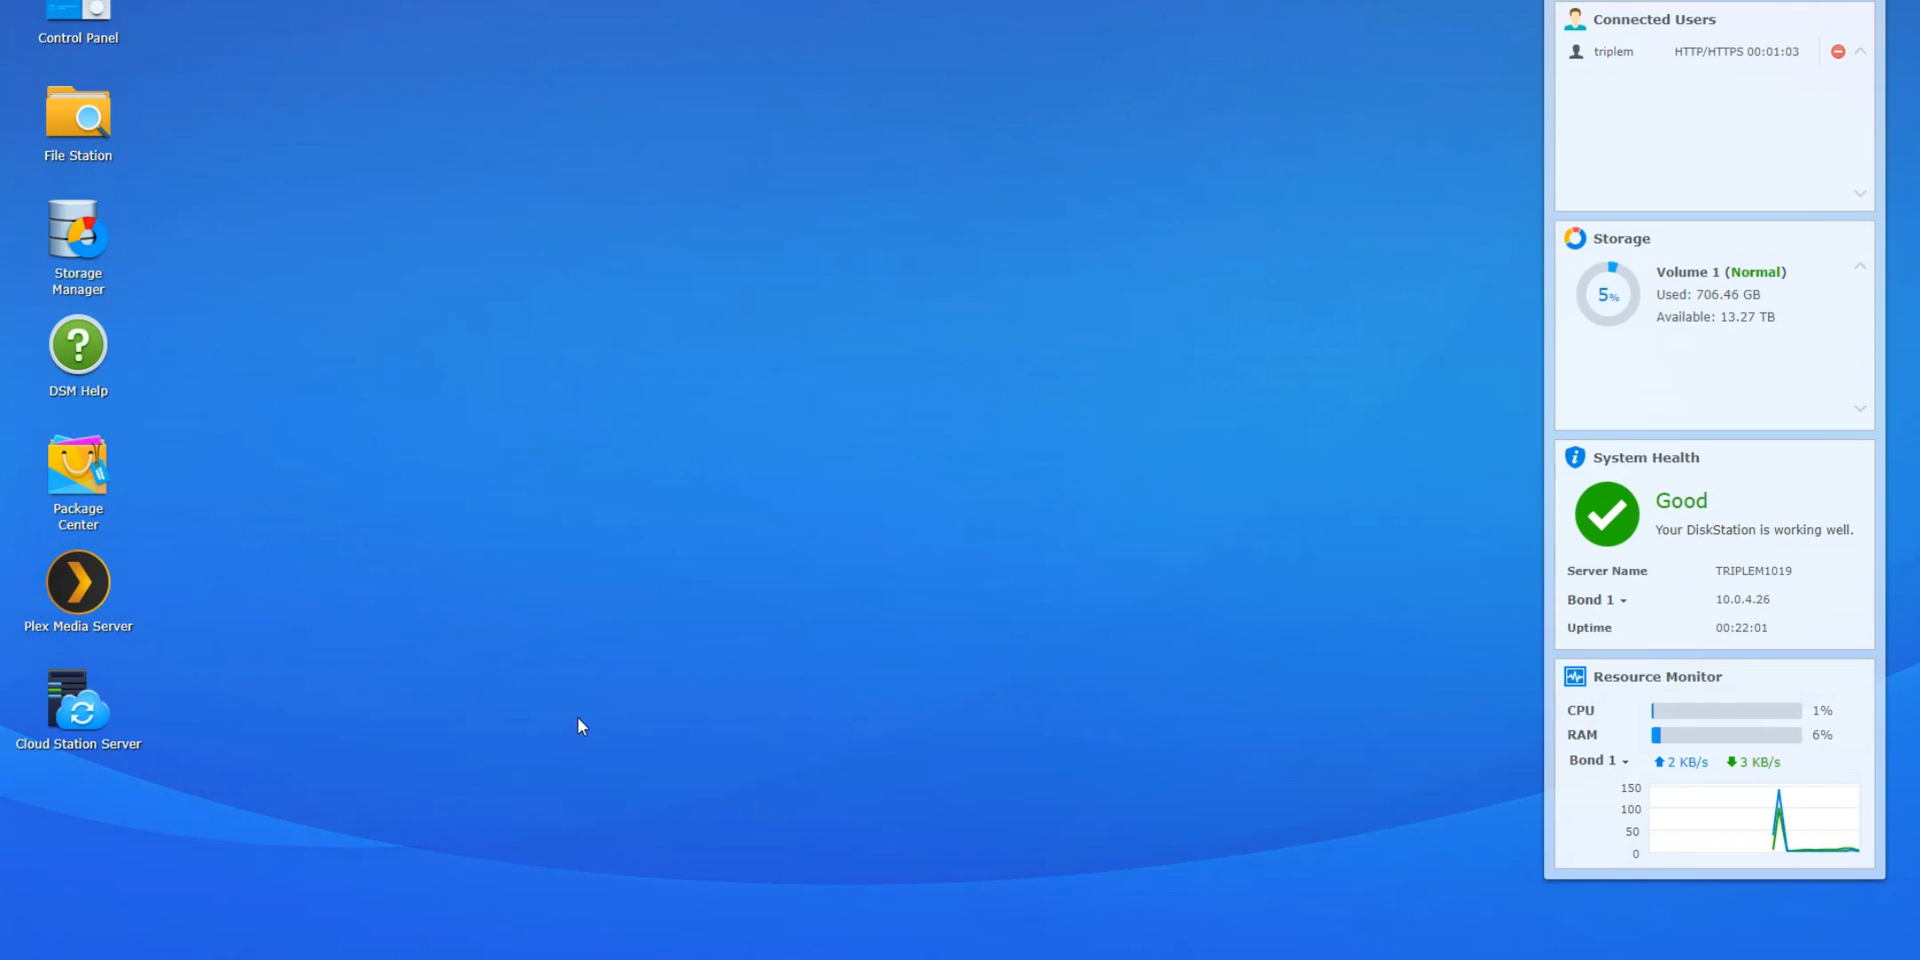 Control Panel
File Station
Storage
Manager
DSM Help
Package
Center
Plex Media Server
Cloud Station Server
Connected Users
triplem HTTP/HTTPS 00:01:03
Storage
5%
Volume 1 (Normal)
Used: 706.46 GB
Available: 13.27 TB
System Health
Good
Your DiskStation is working well.
Server Name TRIPLEM1019
Bond 1 10.0.4.26
Uptime 00:22:01
Resource Monitor
CPU 1%
RAM 6%
Bond 1 2 KB/s 3 KB/s
150
100
50
0